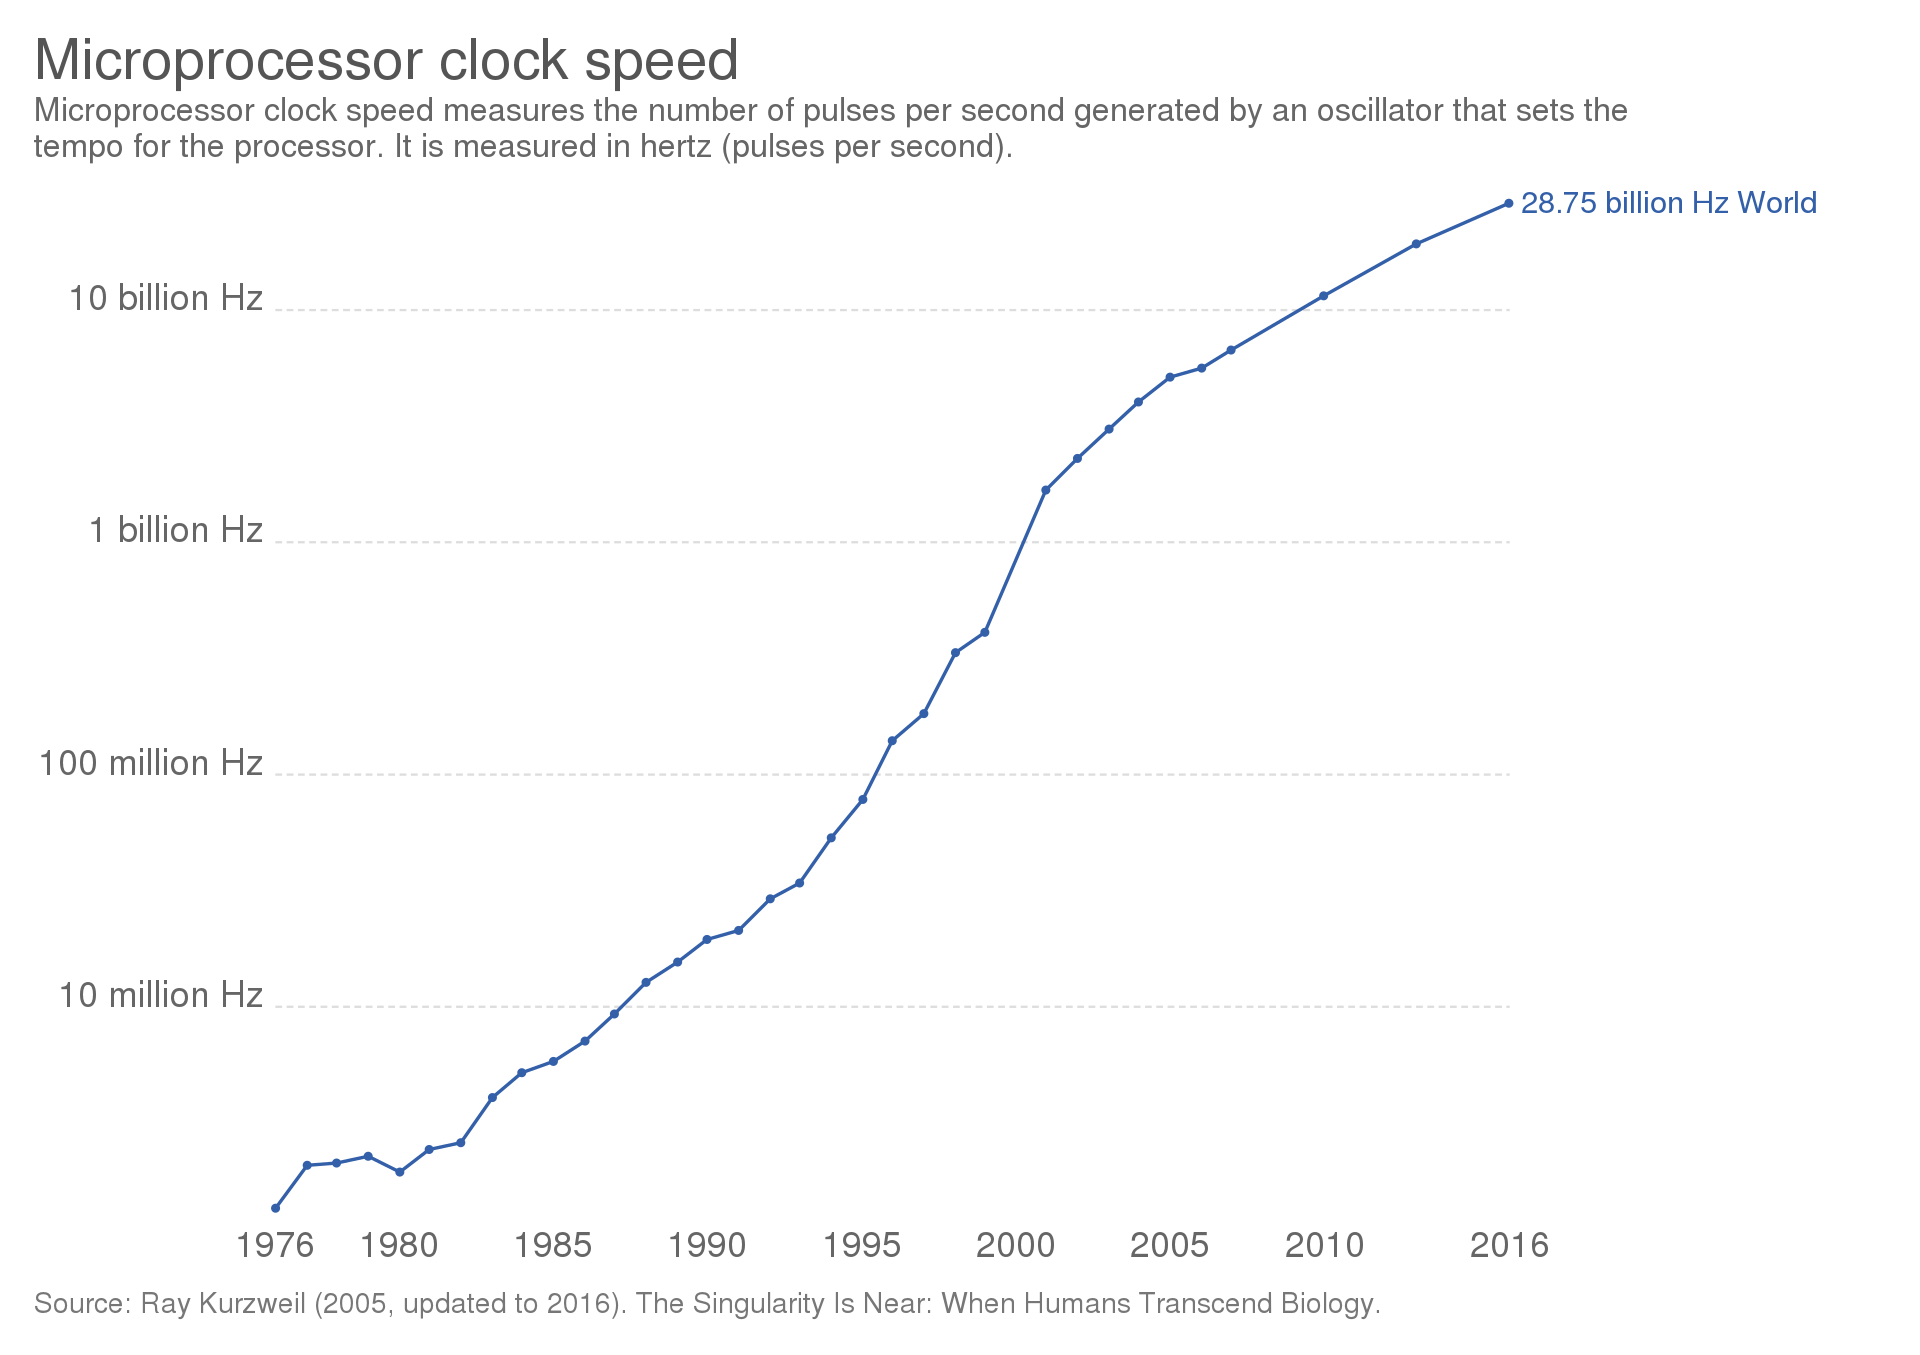 Microprocessor clock speed
Microprocessor clock speed measures the number of pulses per second generated by an oscillator that sets the
tempo for the processor. It is measured in hertz (pulses per second).
28.75 billion Hz World
10 billion Hz
1 billion Hz
100 million Hz
10 million Hz
1976 1980 1985 1990 1995 2000 2005 2010 2016
Source: Ray Kurzweil (2005, updated to 2016). The Singularity Is Near: When Humans Transcend Biology.